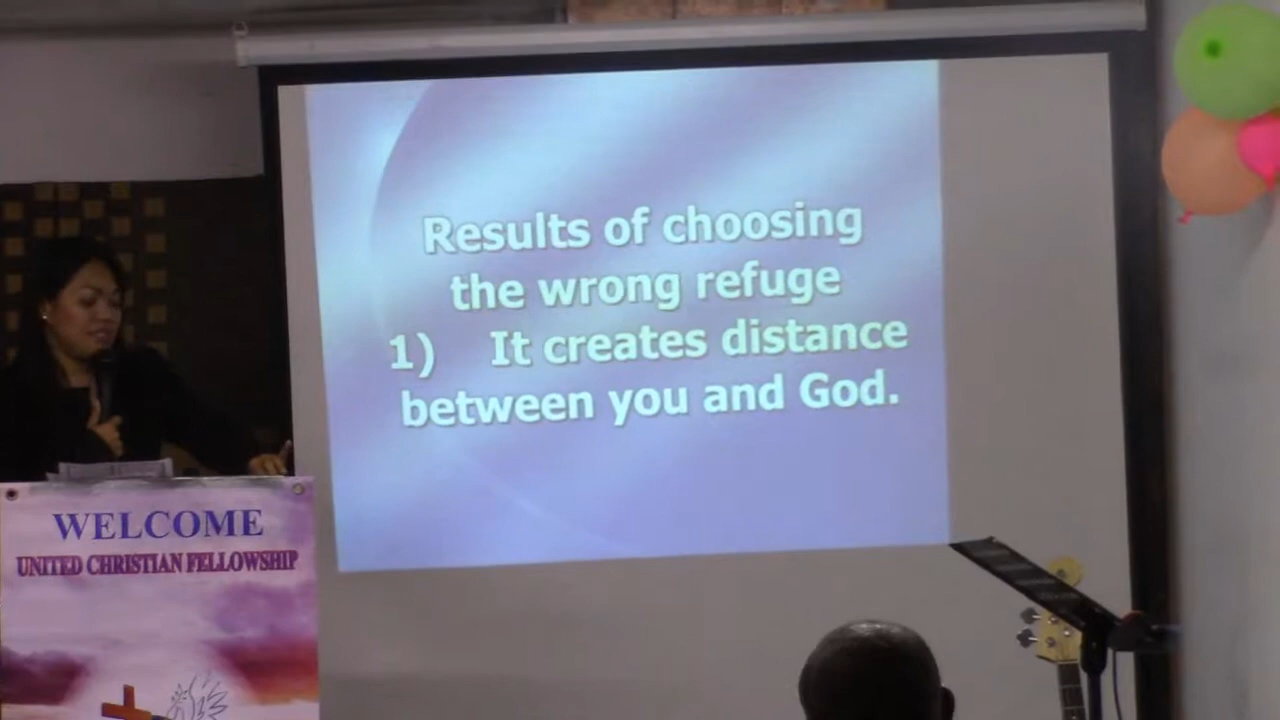 Results of choosing
the wrong refuge
1) It creates distance
between you and God.
WELCOME
UNITED CHRISTIAN FELLOWSHIP